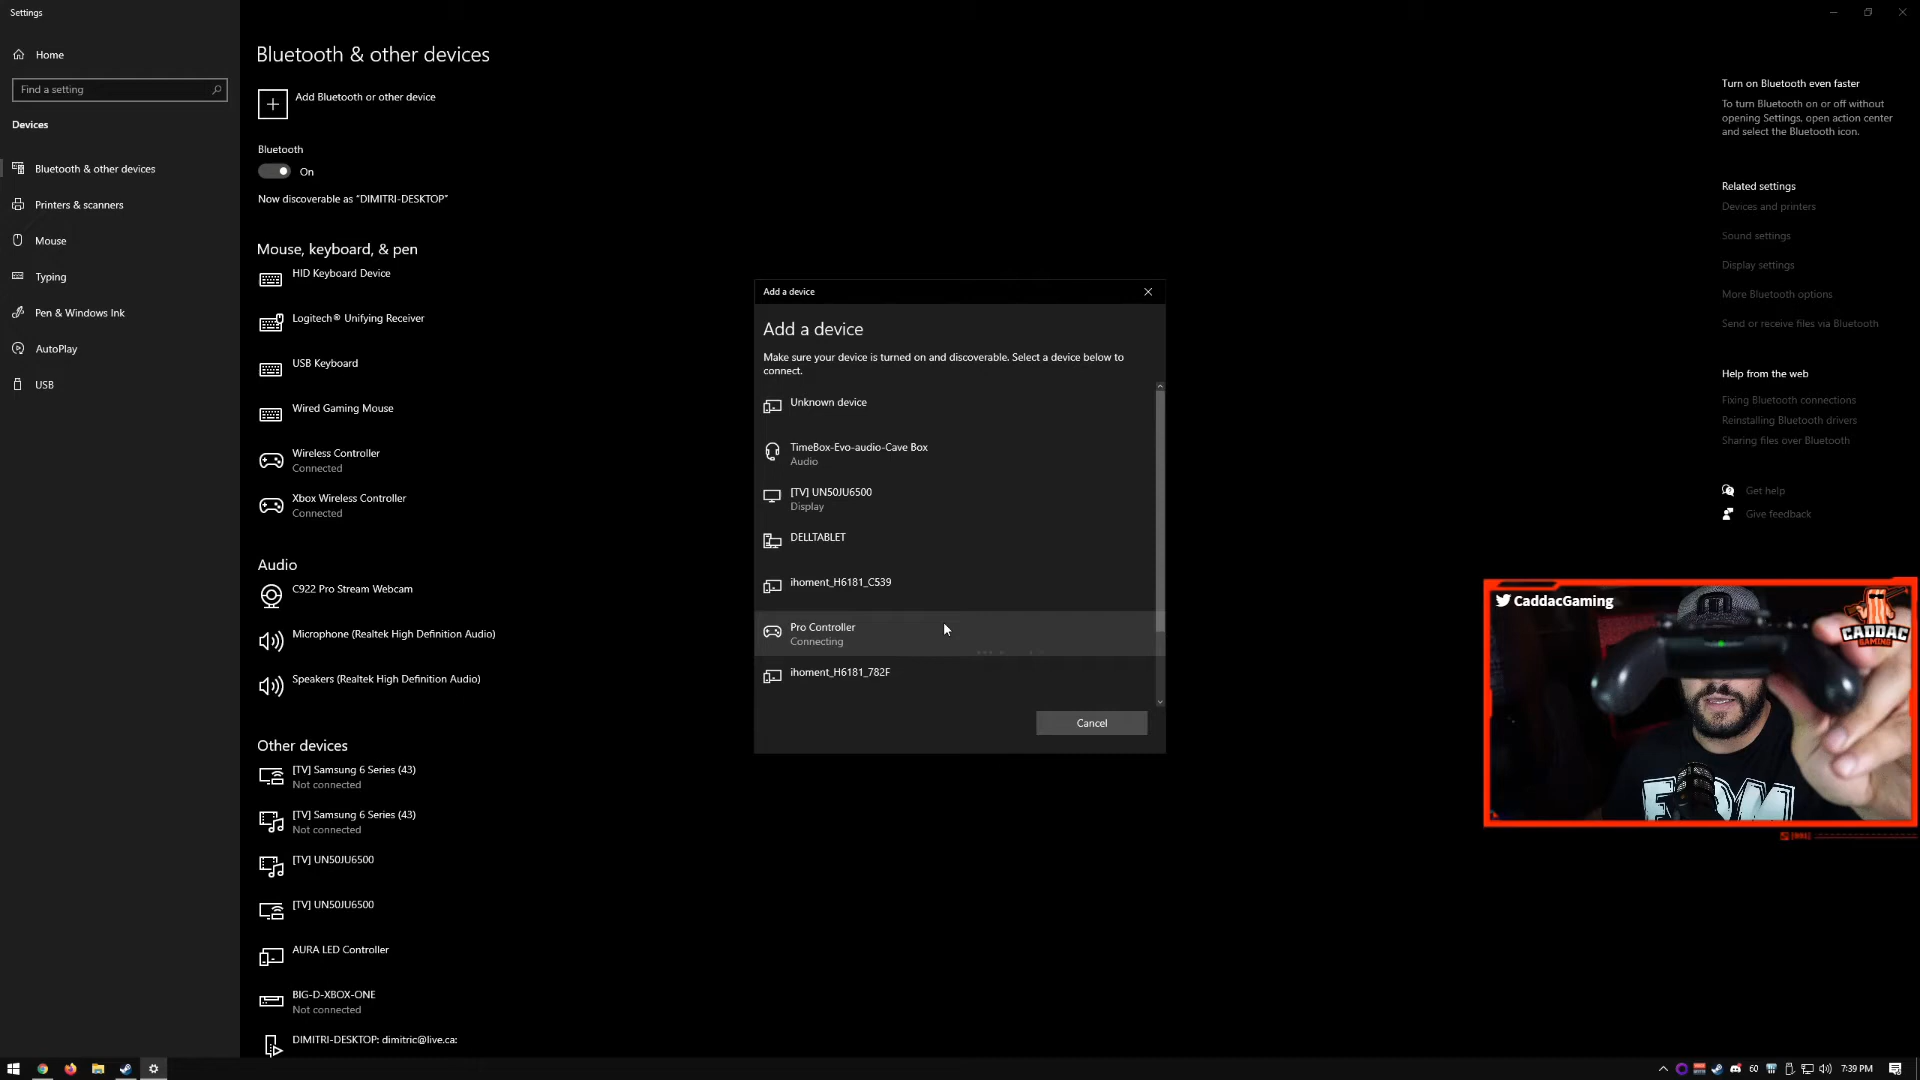 Settings
Home
Find a setting
Devices
Bluetooth & other devices
Printers & scanners
Mouse
Typing
Pen & Windows Ink
AutoPlay
USB
Bluetooth & other devices
Add Bluetooth or other device
Bluetooth
On
Now discoverable as "DIMITRI-DESKTOP"
Mouse, keyboard, & pen
HID Keyboard Device
Logitech® Unifying Receiver
USB Keyboard
Wired Gaming Mouse
Wireless Controller
Connected
Xbox Wireless Controller
Connected
Audio
C922 Pro Stream Webcam
Microphone (Realtek High Definition Audio)
Speakers (Realtek High Definition Audio)
Other devices
[TV] Samsung 6 Series (43)
Not connected
[TV] Samsung 6 Series (43)
Not connected
[TV] UN50JU6500
[TV] UN50JU6500
AURA LED Controller
BIG-D-XBOX-ONE
Not connected
DIMITRI-DESKTOP: dimitric@live.ca:
Add a device
Add a device
Make sure your device is turned on and discoverable. Select a device below to
connect.
Unknown device
TimeBox-Evo-audio-Cave Box
Audio
[TV] UN50JU6500
Display
DELLTABLET
ihoment_H6181_C539
Pro Controller
Connecting
ihoment_H6181_782F
Cancel
Turn on Bluetooth even faster
To turn Bluetooth on or off without
opening Settings, open action center
and select the Bluetooth icon.
Related settings
Devices and printers
Sound settings
Display settings
More Bluetooth options
Send or receive files via Bluetooth
Help from the web
Fixing Bluetooth connections
Reinstalling Bluetooth drivers
Sharing files over Bluetooth
Get help
Give feedback
CaddacGaming
CADDAC
GAMING
60
7:39 PM